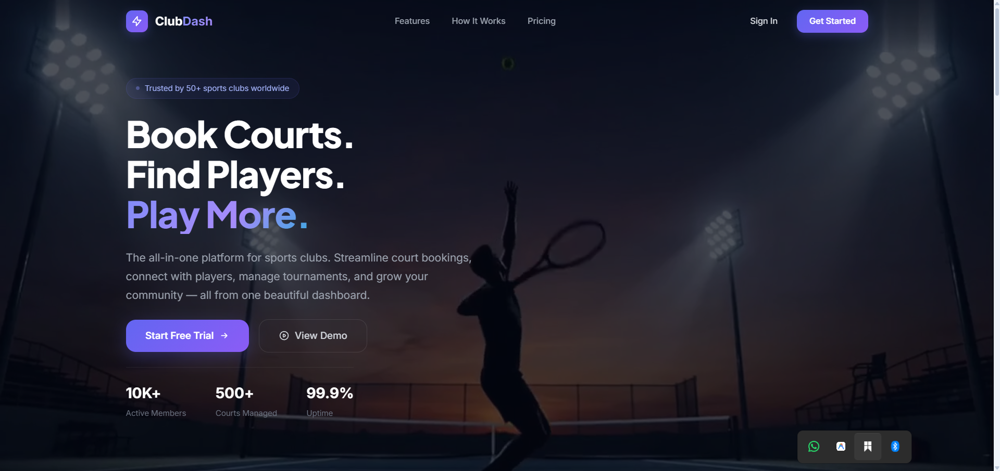 ClubDash
Features
How It Works
Pricing
Sign In
Get Started
Trusted by 50+ sports clubs worldwide
Book Courts.
Find Players.
Play More.
The all-in-one platform for sports clubs. Streamline court bookings,
connect with players, manage tournaments, and grow your
community — all from one beautiful dashboard.
Start Free Trial →
View Demo
10K+
Active Members
500+
Courts Managed
99.9%
Uptime